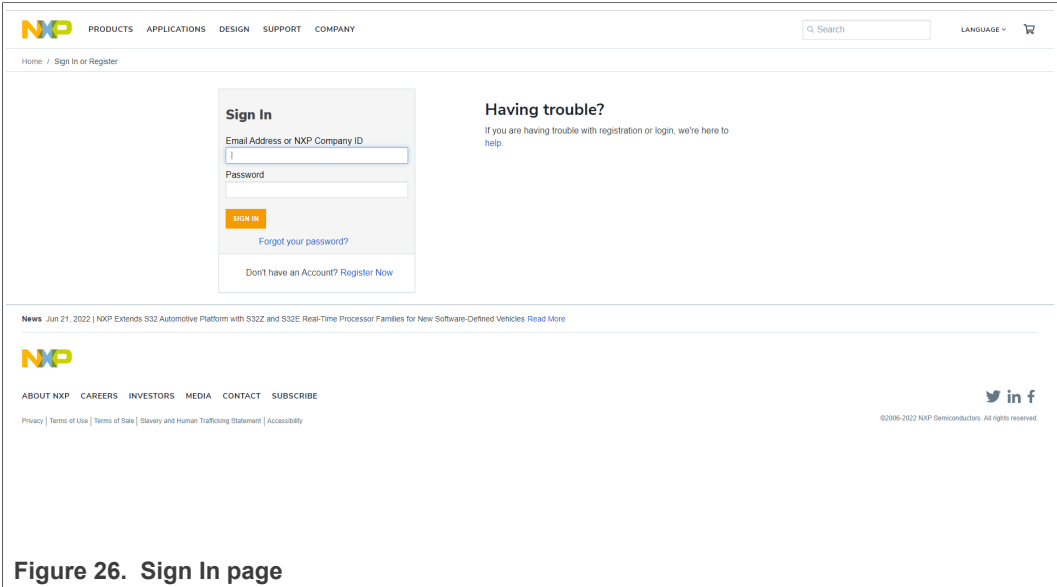 NXP PRODUCTS APPLICATIONS DESIGN SUPPORT COMPANY Search LANGUAGE
Home / Sign In or Register
Sign In
Email Address or NXP Company ID
Password
SIGN IN
Forgot your password?
Don't have an Account? Register Now
Having trouble?
If you are having trouble with registration or login, we're here to
help.
News Jun 21, 2022 | NXP Extends S32 Automotive Platform with S32Z and S32E Real-Time Processor Families for New Software-Defined Vehicles Read More
NXP
ABOUT NXP CAREERS INVESTORS MEDIA CONTACT SUBSCRIBE
Privacy | Terms of Use | Terms of Sale | Slavery and Human Trafficking Statement | Accessibility
©2006-2022 NXP Semiconductors. All rights reserved.
Figure 26. Sign In page